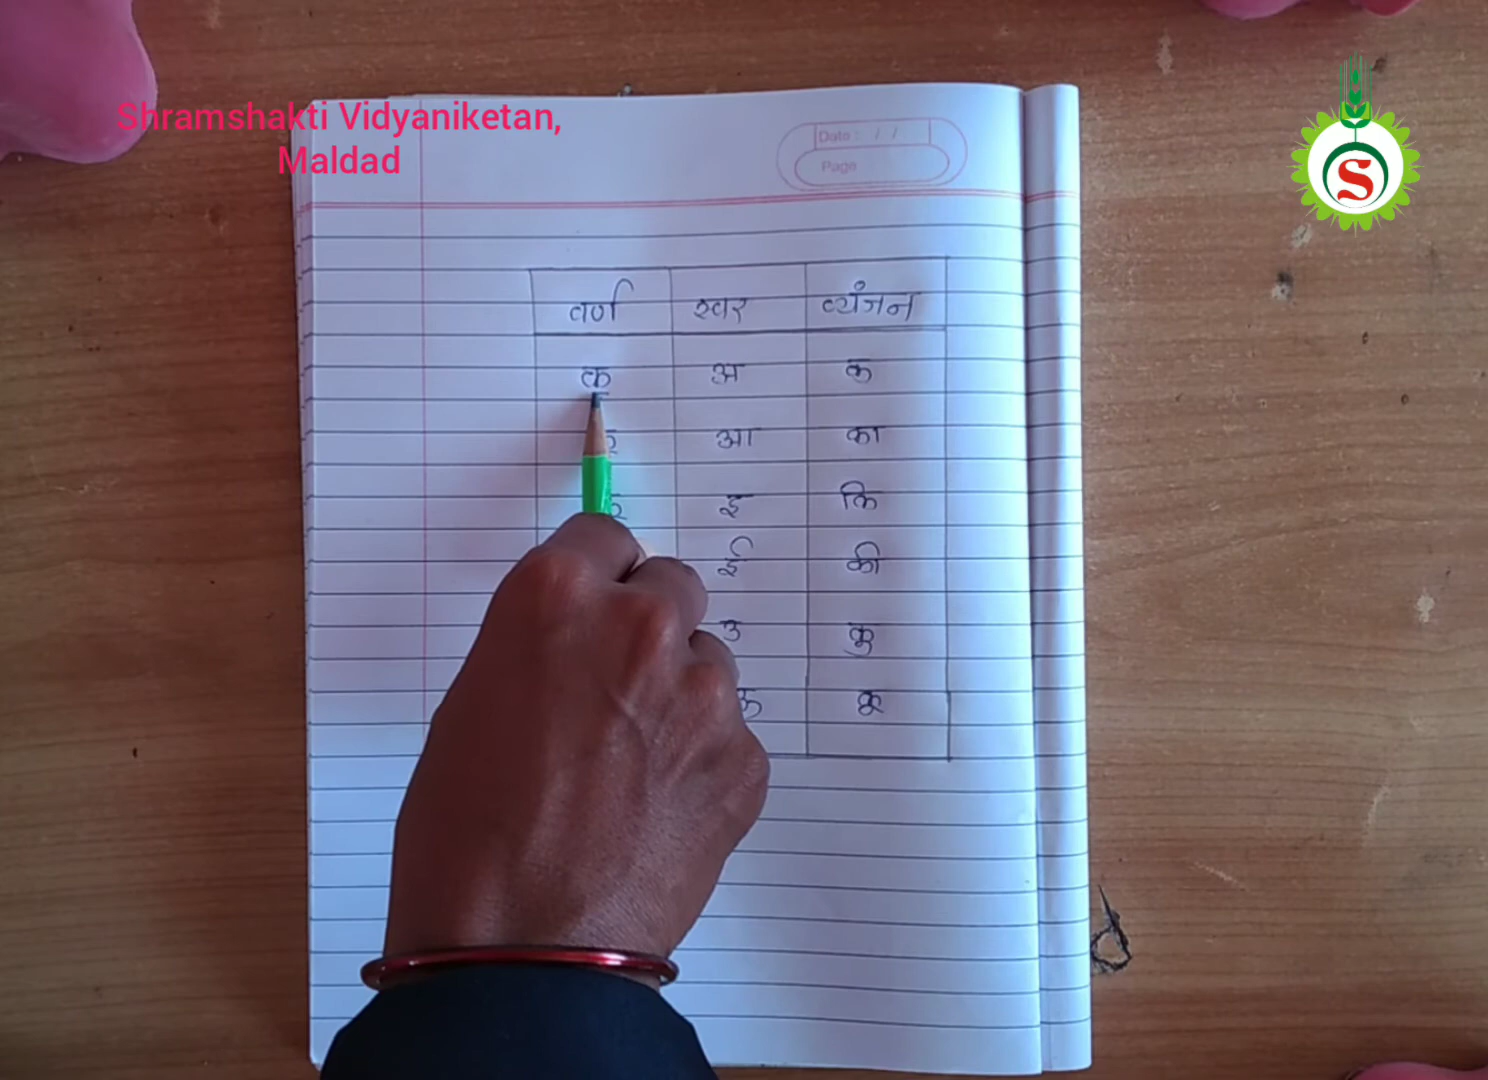 Shramshakti Vidyaniketan,
Maldad
Date : / /
Page
S
वर्ण स्वर व्यंजन
क् अ क
आ का
इ कि
ई की
उ कु
ऊ कू